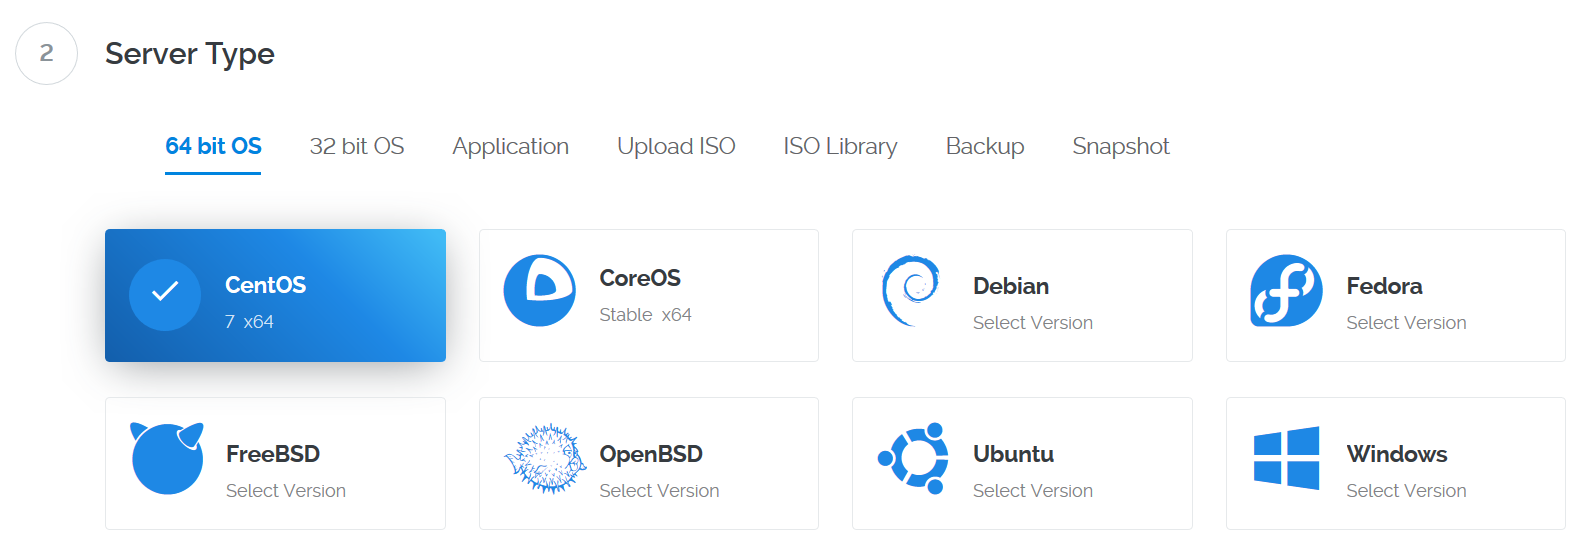 2
Server Type
64 bit OS
32 bit OS
Application
Upload ISO
ISO Library
Backup
Snapshot
CentOS
7 x64
CoreOS
Stable x64
Debian
Select Version
Fedora
Select Version
FreeBSD
Select Version
OpenBSD
Select Version
Ubuntu
Select Version
Windows
Select Version